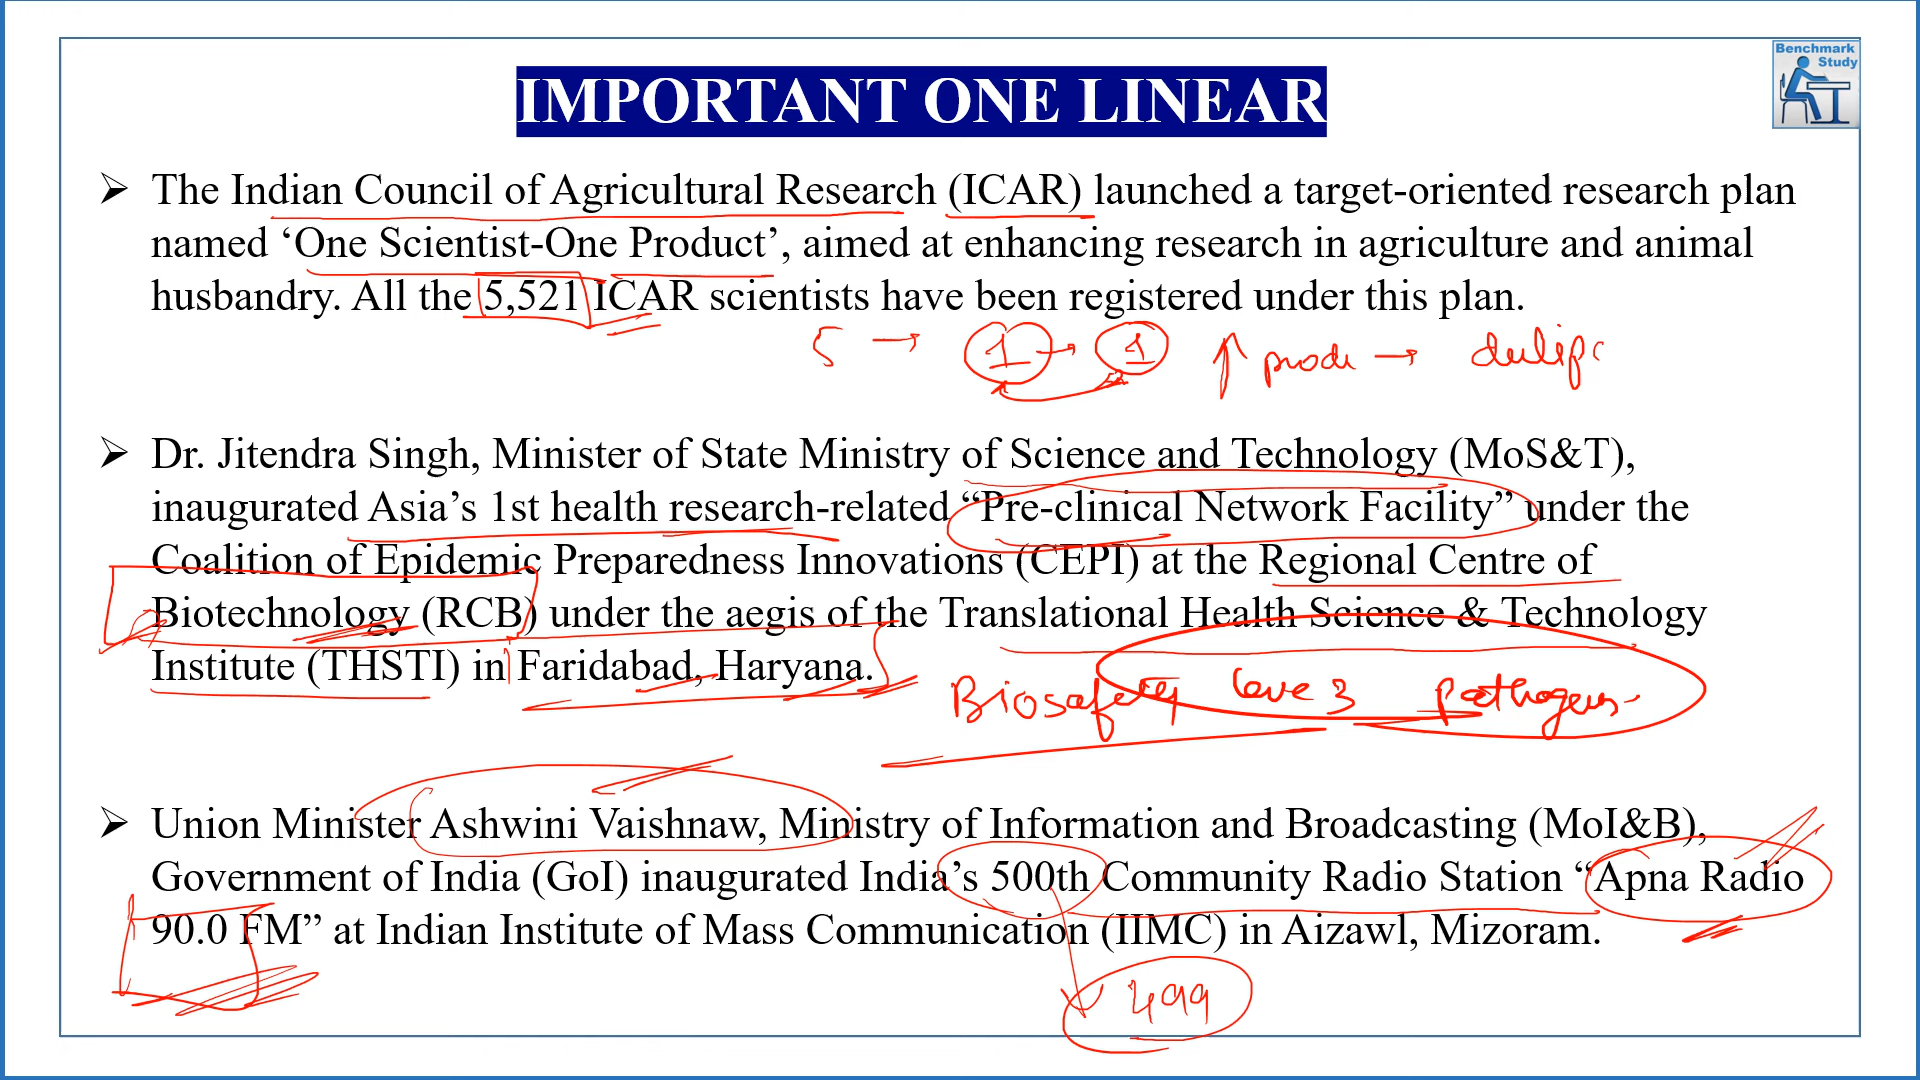 Benchmark
Study
IMPORTANT ONE LINEAR
➢ The Indian Council of Agricultural Research (ICAR) launched a target-oriented research plan
named ‘One Scientist-One Product’, aimed at enhancing research in agriculture and animal
husbandry. All the 5,521 ICAR scientists have been registered under this plan.
5 → 1 → 1 ↑ prod →
➢ Dr. Jitendra Singh, Minister of State Ministry of Science and Technology (MoS&T),
inaugurated Asia’s 1st health research-related “Pre-clinical Network Facility” under the
Coalition of Epidemic Preparedness Innovations (CEPI) at the Regional Centre of
Biotechnology (RCB) under the aegis of the Translational Health Science & Technology
Institute (THSTI) in Faridabad, Haryana.
Biosafety leve 3 pathogens
➢ Union Minister Ashwini Vaishnaw, Ministry of Information and Broadcasting (MoI&B),
Government of India (GoI) inaugurated India’s 500th Community Radio Station “Apna Radio
90.0 FM” at Indian Institute of Mass Communication (IIMC) in Aizawl, Mizoram.
499